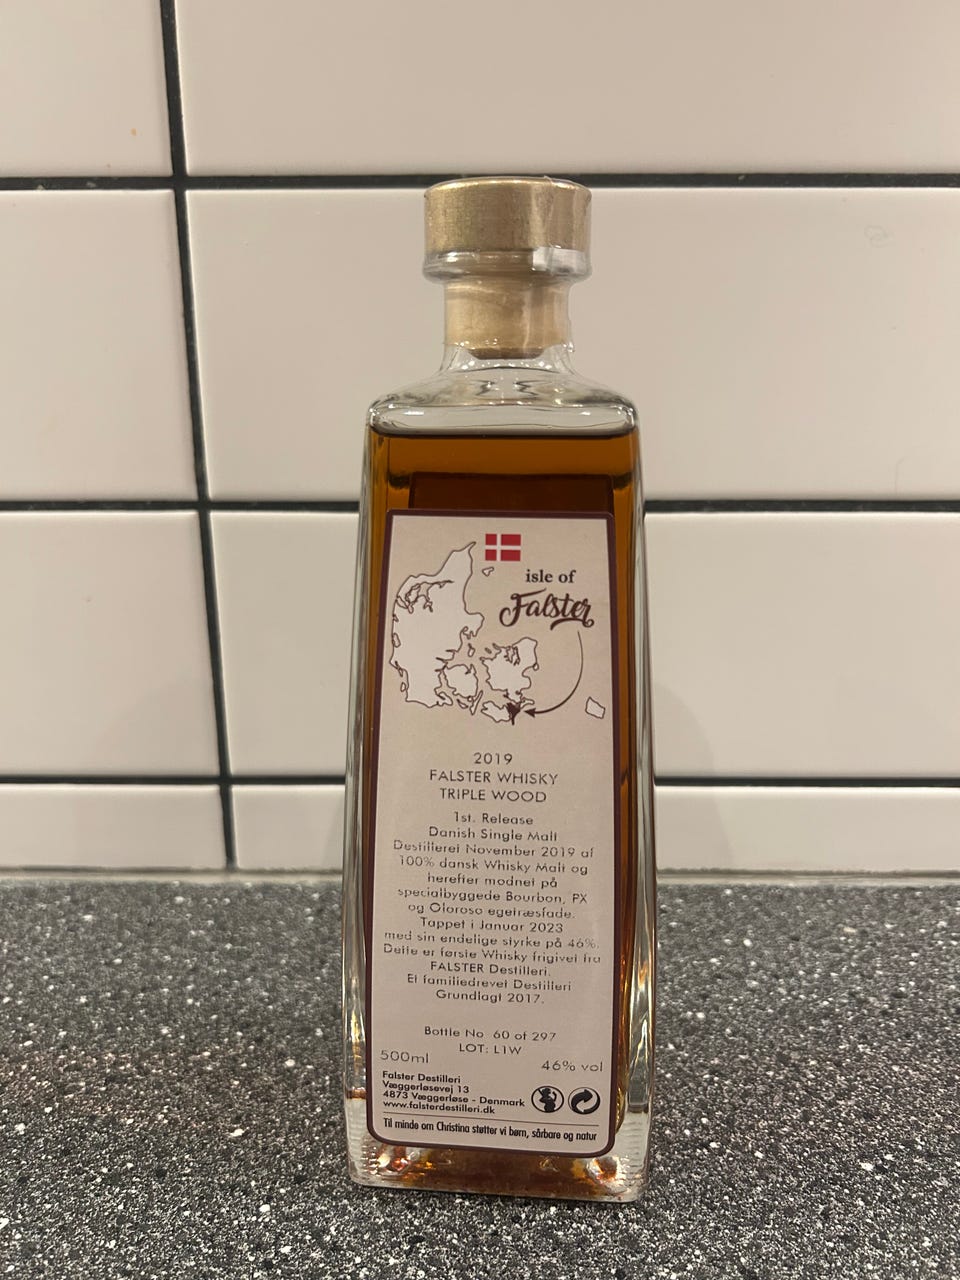 isle of
Falster
2019
FALSTER WHISKY
TRIPLE WOOD
1st. Release
Danish Single Malt
Destilleret November 2019 af
100% dansk Whisky Malt og
herefter modnet på
specialbyggede Bourbon, PX
og Oloroso egetræsfade.
Tappet i Januar 2023
med sin endelige styrke på 46%.
Dette er første Whisky frigivet fra
FALSTER Destilleri.
Et familiedrevet Destilleri
Grundlagt 2017.
Bottle No. 60 of 297
LOT: L1W
500ml
46% vol
Falster Destilleri
Væggerløsevej 13
4873 Væggerløse - Denmark
www.falsterdestilleri.dk
Til minde om Christina støtter vi børn, sårbare og natur